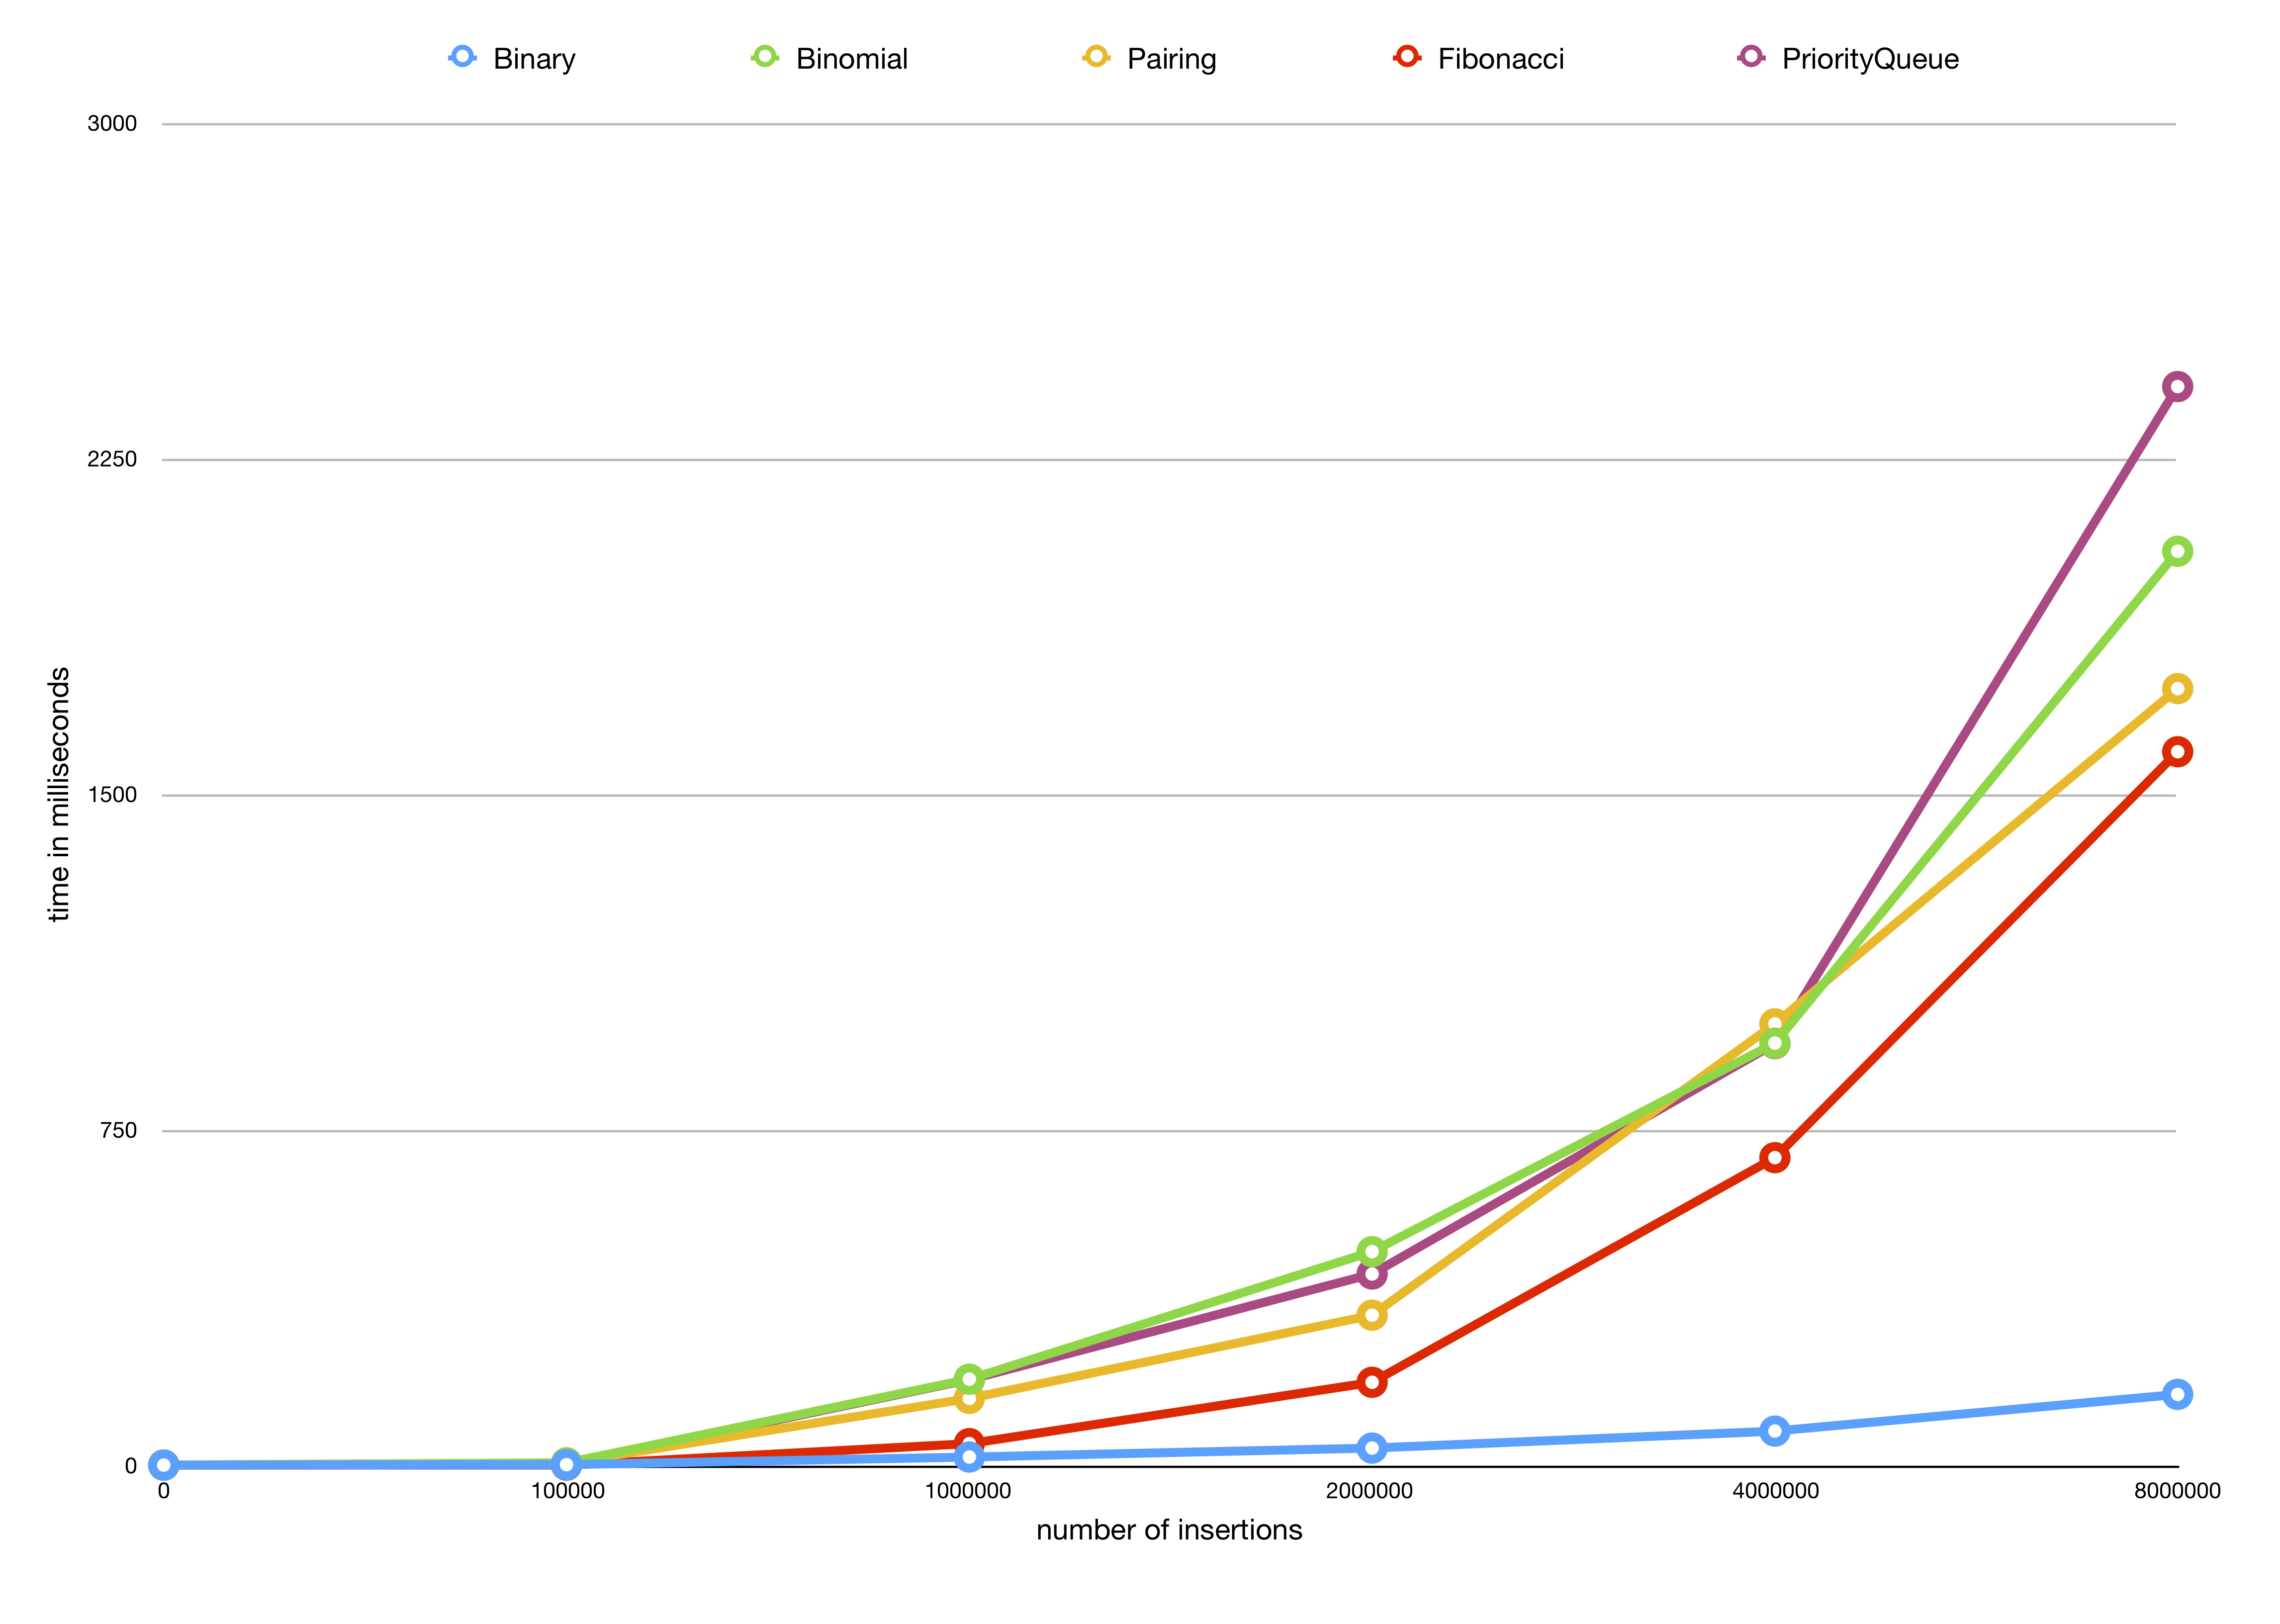 Binary Binomial Pairing Fibonacci PriorityQueue
3000
2250
1500
750
0
time in milliseconds
0 100000 1000000 2000000 4000000 8000000
number of insertions